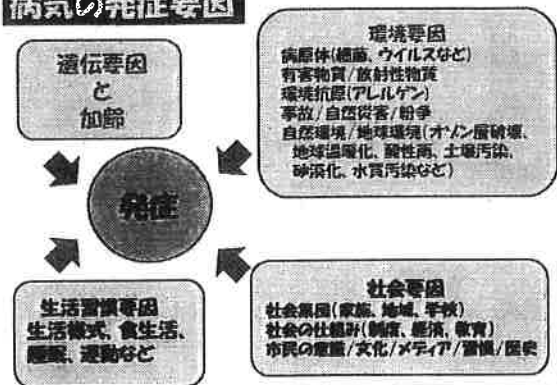 病気の発症要因
遺伝要因
と
加齢
環境要因
病原体(細菌、ウイルスなど)
有害物質/放射性物質
環境抗原(アレルゲン)
事故/自然災害/紛争
自然環境/地球環境(オゾン層破壊、
地球温暖化、酸性雨、土壌汚染、
砂漠化、水質汚染など)
発症
生活習慣要因
生活様式、食生活、
睡眠、運動など
社会要因
社会集団(家族、地域、学校)
社会の仕組み(制度、経済、教育)
市民の意識/文化/メディア/習慣/歴史